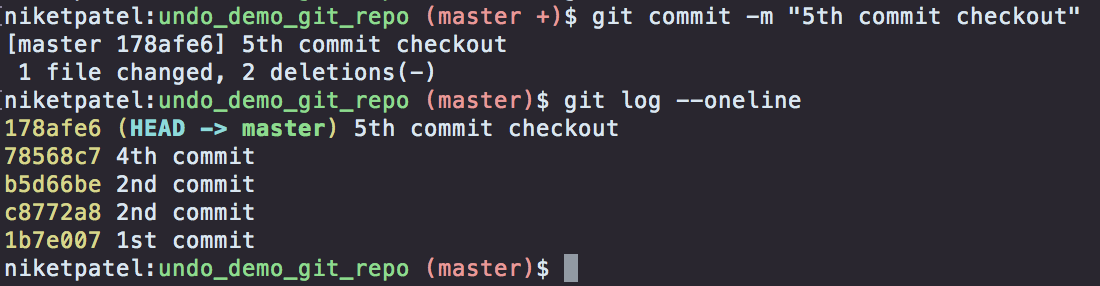 [niketpatel:undo_demo_git_repo (master +)$ git commit -m "5th commit checkout"
[master 178afe6] 5th commit checkout
 1 file changed, 2 deletions(-)
[niketpatel:undo_demo_git_repo (master)$ git log --oneline
178afe6 (HEAD -> master) 5th commit checkout
78568c7 4th commit
b5d66be 2nd commit
c8772a8 2nd commit
1b7e007 1st commit
niketpatel:undo_demo_git_repo (master)$